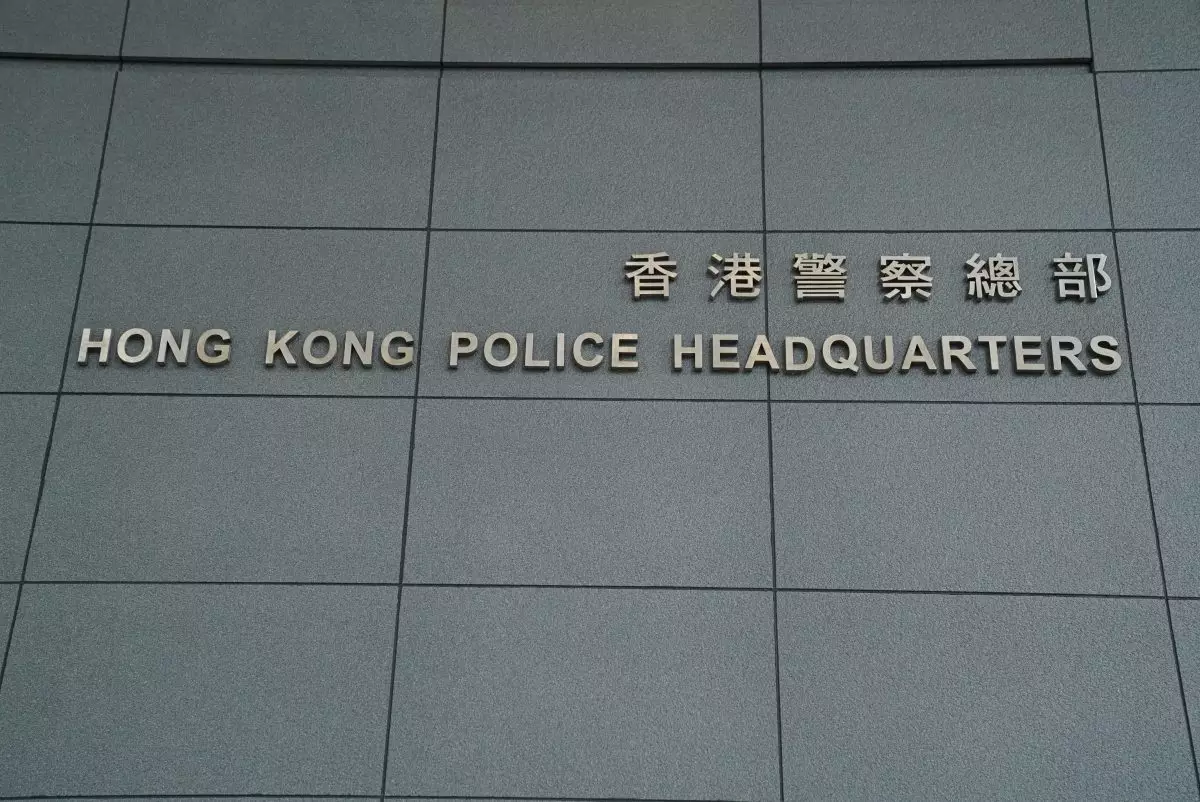 香港警察總部
HONG KONG POLICE HEADQUARTERS